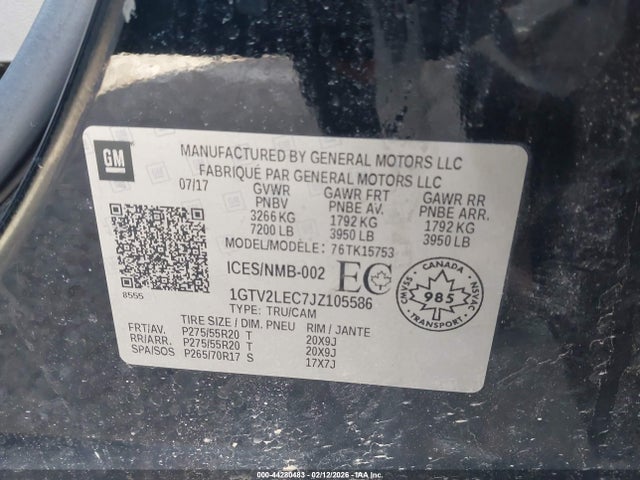 GM
MANUFACTURED BY GENERAL MOTORS LLC
FABRIQUÉ PAR GENERAL MOTORS LLC
07/17
GVWR GAWR FRT GAWR RR
PNBV PNBE AV. PNBE ARR.
3266 KG 1792 KG 1792 KG
7200 LB 3950 LB 3950 LB
MODEL/MODÈLE: 76TK15753
ICES/NMB-002 EC
CANADA
CMVSS 985 NSVAC
TRANSPORT
8555
1GTV2LEC7JZ105586
TYPE: TRU/CAM
TIRE SIZE / DIM. PNEU RIM / JANTE
FRT/AV. P275/55R20 T 20X9J
RR/ARR. P275/55R20 T 20X9J
SPA/SOS P265/70R17 S 17X7J
000-44280483 - 02/12/2026 - IAAI.COM